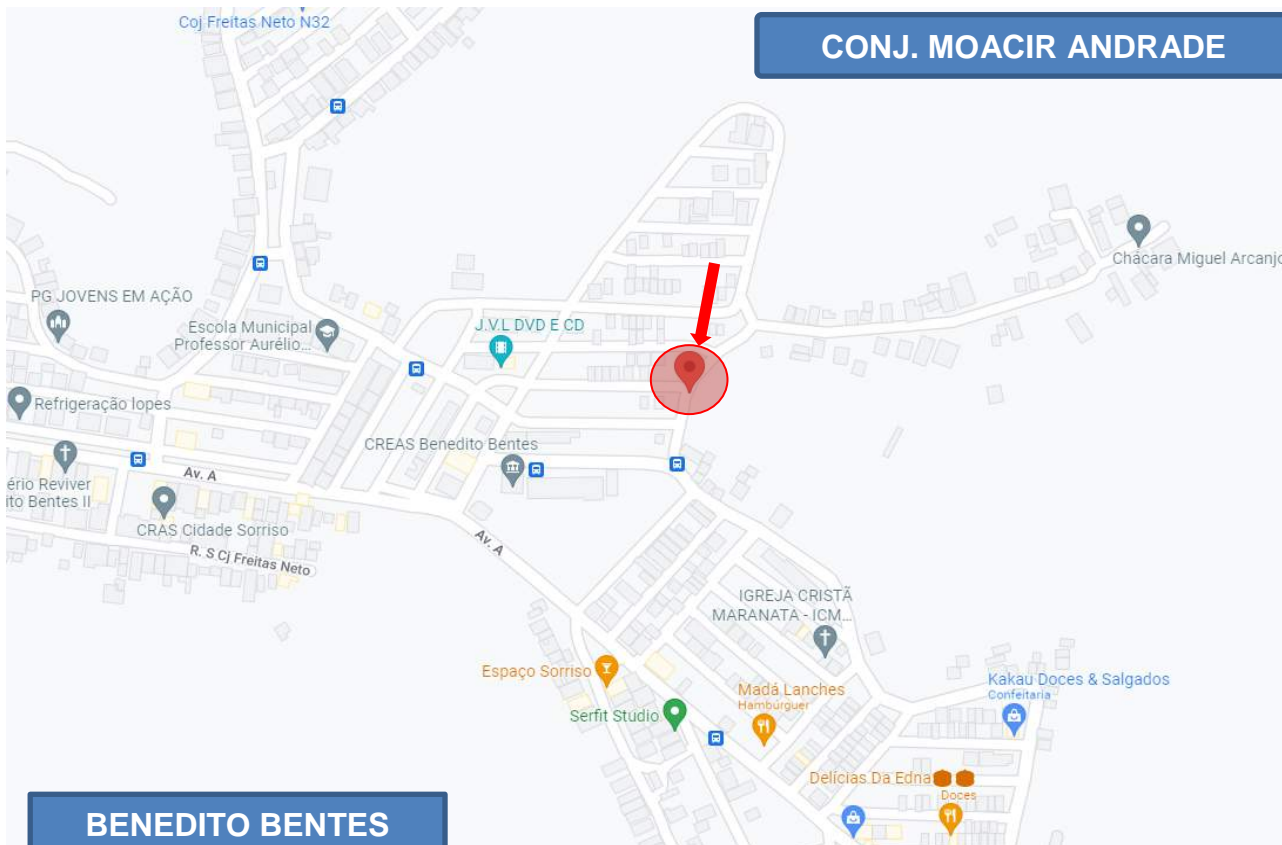 Coj Freitas Neto N32
CONJ. MOACIR ANDRADE
Chácara Miguel Arcanjo
PG JOVENS EM AÇÃO
Escola Municipal
Professor Aurélio...
J.V.L DVD E CD
Refrigeração lopes
CREAS Benedito Bentes
Av. A
ério Reviver
ito Bentes II
CRAS Cidade Sorriso
R. S Cj Freitas Neto
Av. A
IGREJA CRISTÃ
MARANATA - ICM...
Espaço Sorriso
Madá Lanches
Hambúrguer
Kakau Doces & Salgados
Confeitaria
Serfit Studio
Delícias Da Edna
Doces
BENEDITO BENTES